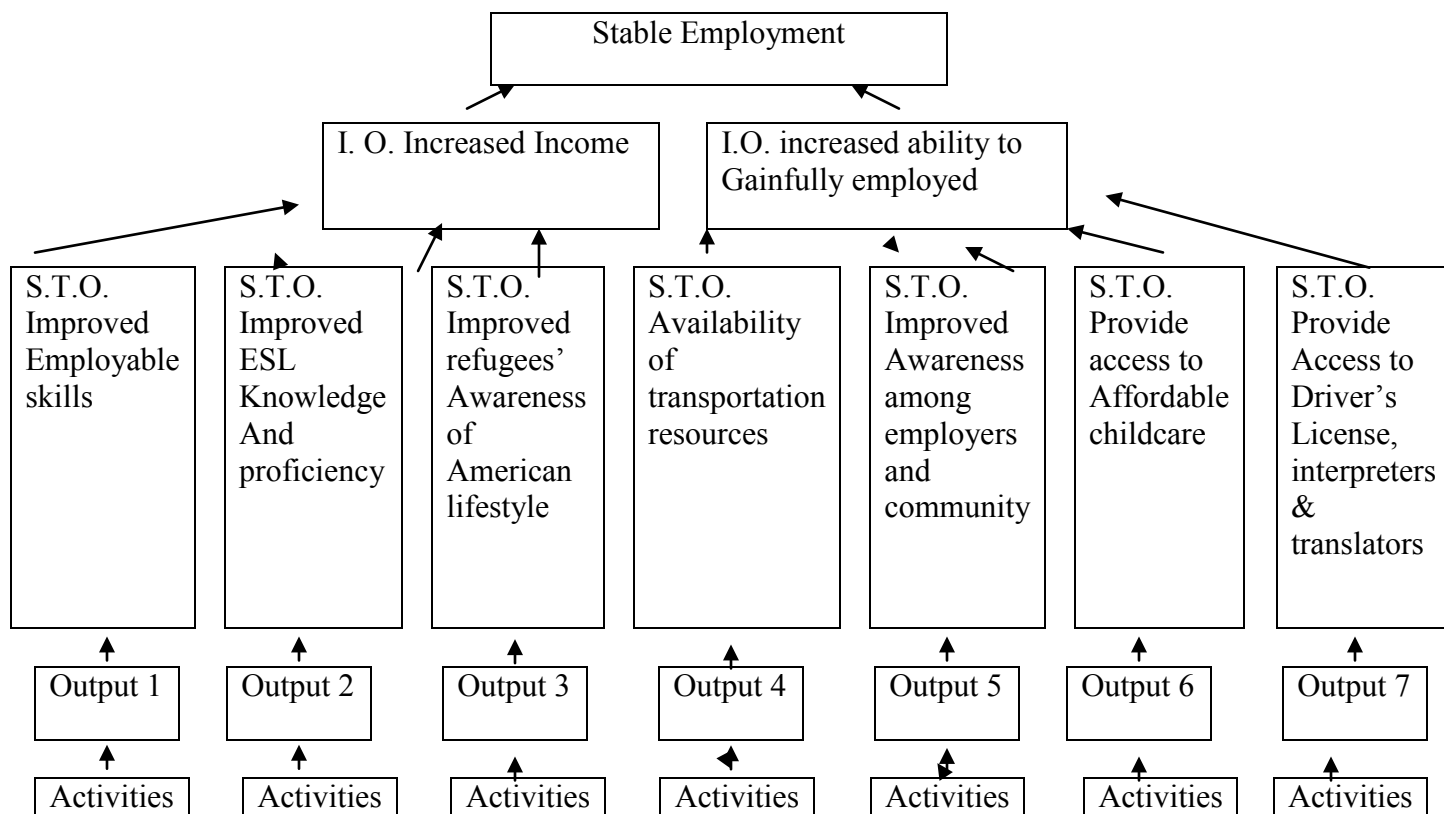 Stable Employment
I. O. Increased Income
I.O. increased ability to
Gainfully employed
S.T.O.
Improved
Employable
skills
S.T.O.
Improved
ESL
Knowledge
And
proficiency
S.T.O.
Improved
refugees’
Awareness
of
American
lifestyle
S.T.O.
Availability
of
transportation
resources
S.T.O.
Improved
Awareness
among
employers
and
community
S.T.O.
Provide
access to
Affordable
childcare
S.T.O.
Provide
Access to
Driver’s
License,
interpreters
&
translators
Output 1
Output 2
Output 3
Output 4
Output 5
Output 6
Output 7
Activities
Activities
Activities
Activities
Activities
Activities
Activities